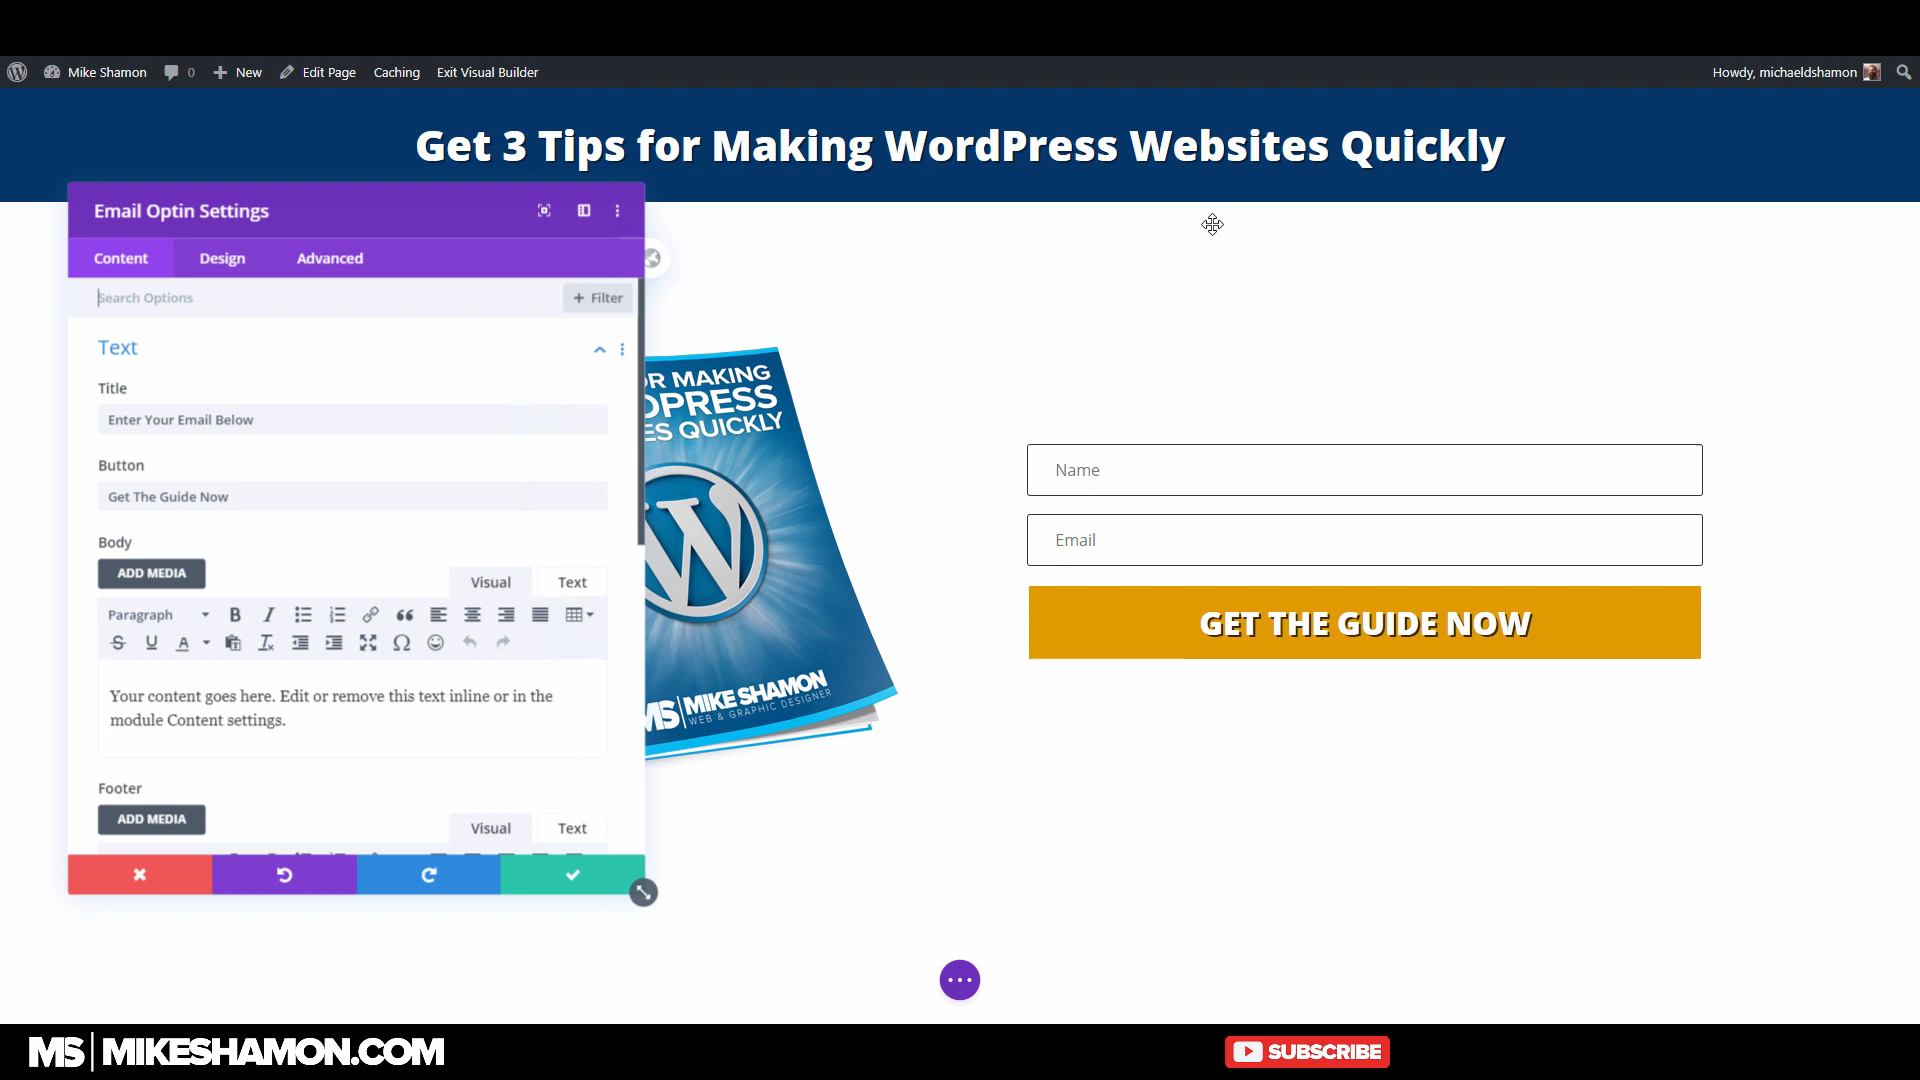 Mike Shamon
0
New
Edit Page
Caching
Exit Visual Builder
Howdy, michaeldshamon
Get 3 Tips for Making WordPress Websites Quickly
Email Optin Settings
Content
Design
Advanced
Search Options
+ Filter
Text
Title
Enter Your Email Below
Button
Get The Guide Now
Body
ADD MEDIA
Visual
Text
Paragraph
Your content goes here. Edit or remove this text inline or in the
module Content settings.
Footer
ADD MEDIA
Visual
Text
R MAKING
PRESS
ES QUICKLY
MS MIKE SHAMON
WEB & GRAPHIC DESIGNER
Name
Email
GET THE GUIDE NOW
MS MIKESHAMON.COM
SUBSCRIBE